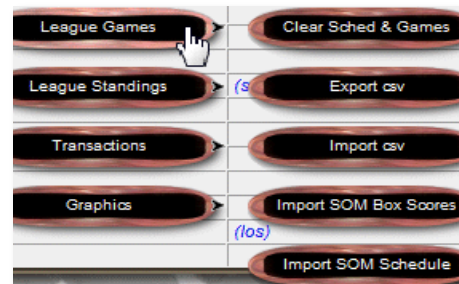 League Games
Clear Sched & Games
League Standings
(s
Export csv
Transactions
Import csv
Graphics
Import SOM Box Scores
(los)
Import SOM Schedule